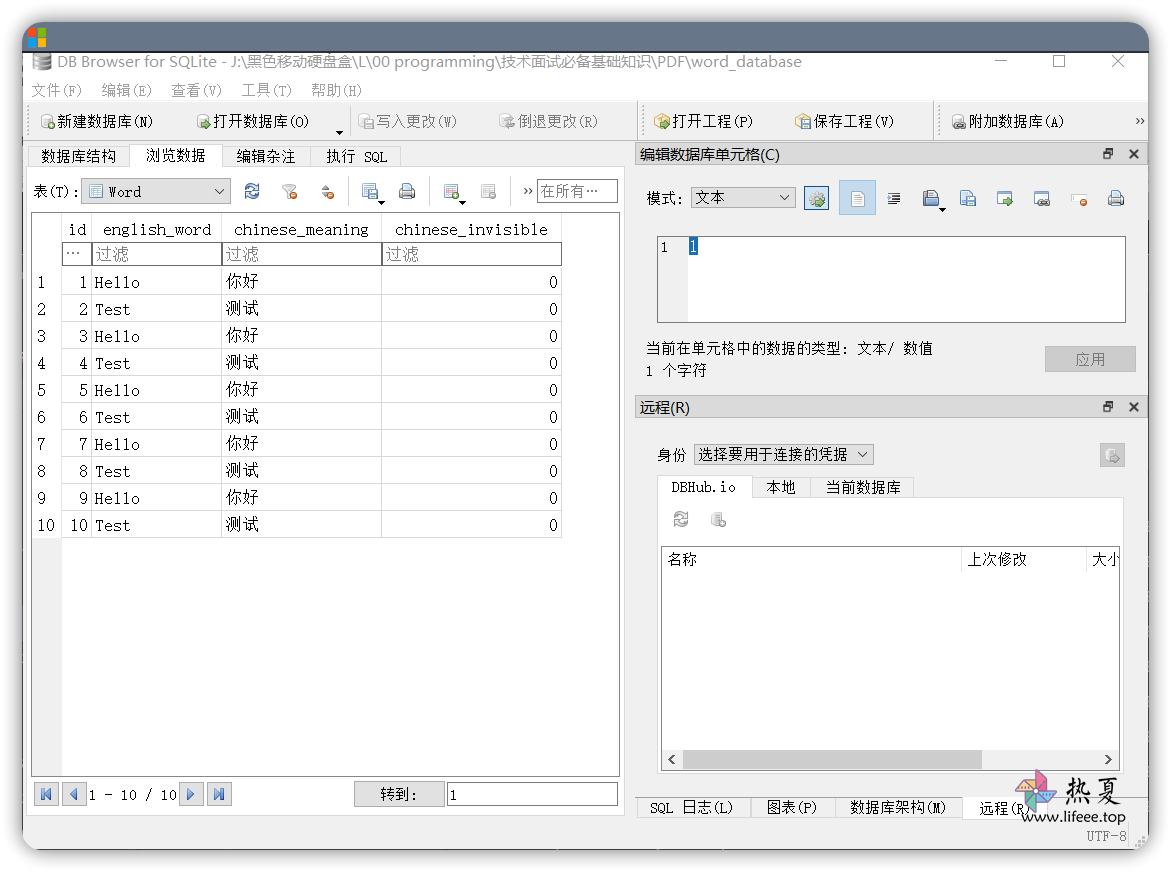 DB Browser for SQLite - J:\黑色移动硬盘盒\L\00 programming\技术面试必备基础知识\PDF\word_database
文件(F) 编辑(E) 查看(V) 工具(T) 帮助(H)
新建数据库(N) 打开数据库(O) 写入更改(W) 倒退更改(R) 打开工程(P) 保存工程(V) 附加数据库(A) »
数据库结构 浏览数据 编辑杂注 执行 SQL
表(T): Word » 在所有…
id english_word chinese_meaning chinese_invisible
… 过滤 过滤 过滤
1 1 Hello 你好 0
2 2 Test 测试 0
3 3 Hello 你好 0
4 4 Test 测试 0
5 5 Hello 你好 0
6 6 Test 测试 0
7 7 Hello 你好 0
8 8 Test 测试 0
9 9 Hello 你好 0
10 10 Test 测试 0
1 - 10 / 10 转到: 1
编辑数据库单元格(C)
模式: 文本
1 1
当前在单元格中的数据的类型: 文本/ 数值
1 个字符
应用
远程(R)
身份 选择要用于连接的凭据
DBHub.io 本地 当前数据库
名称 上次修改 大小
SQL 日志(L) 图表(P) 数据库架构(M) 远程(R)
热夏
www.lifeee.top
UTF-8